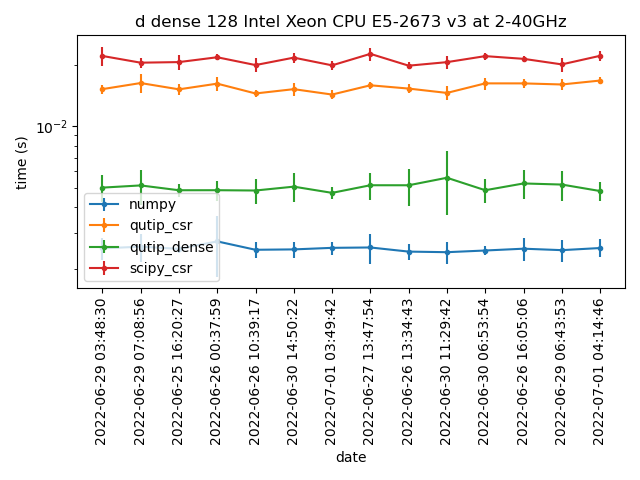 d dense 128 Intel Xeon CPU E5-2673 v3 at 2-40GHz
time (s)
10⁻²
numpy
qutip_csr
qutip_dense
scipy_csr
2022-06-29 03:48:30
2022-06-29 07:08:56
2022-06-25 16:20:27
2022-06-26 00:37:59
2022-06-26 10:39:17
2022-06-30 14:50:22
2022-07-01 03:49:42
2022-06-27 13:47:54
2022-06-26 13:34:43
2022-06-30 11:29:42
2022-06-30 06:53:54
2022-06-26 16:05:06
2022-06-29 06:43:53
2022-07-01 04:14:46
date